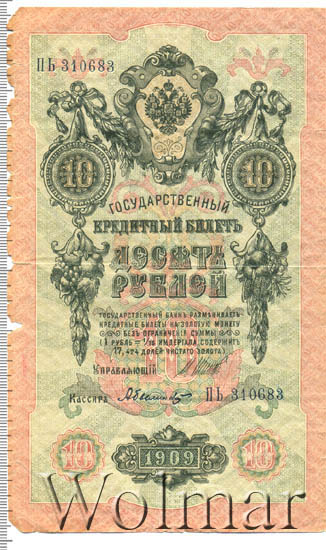 ПЬ 310683
10 10
ГОСУДАРСТВЕННЫЙ
КРЕДИТНЫЙ БИЛЕТЪ
ДЕСЯТЬ
РУБЛЕЙ
ГОСУДАРСТВЕННЫЙ БАНКЪ РАЗМѢНИВАЕТЪ
КРЕДИТНЫЕ БИЛЕТЫ НА ЗОЛОТУЮ МОНЕТУ
БЕЗЪ ОГРАНИЧЕНІЯ СУММЫ
(1 РУБЛЬ = 1/15 ИМПЕРІАЛА, СОДЕРЖИТЪ
17,424 ДОЛЕЙ ЧИСТАГО ЗОЛОТА)
УПРАВЛЯЮЩІЙ
Кассиръ
ПЬ 310683
10 1909 10
Wolmar